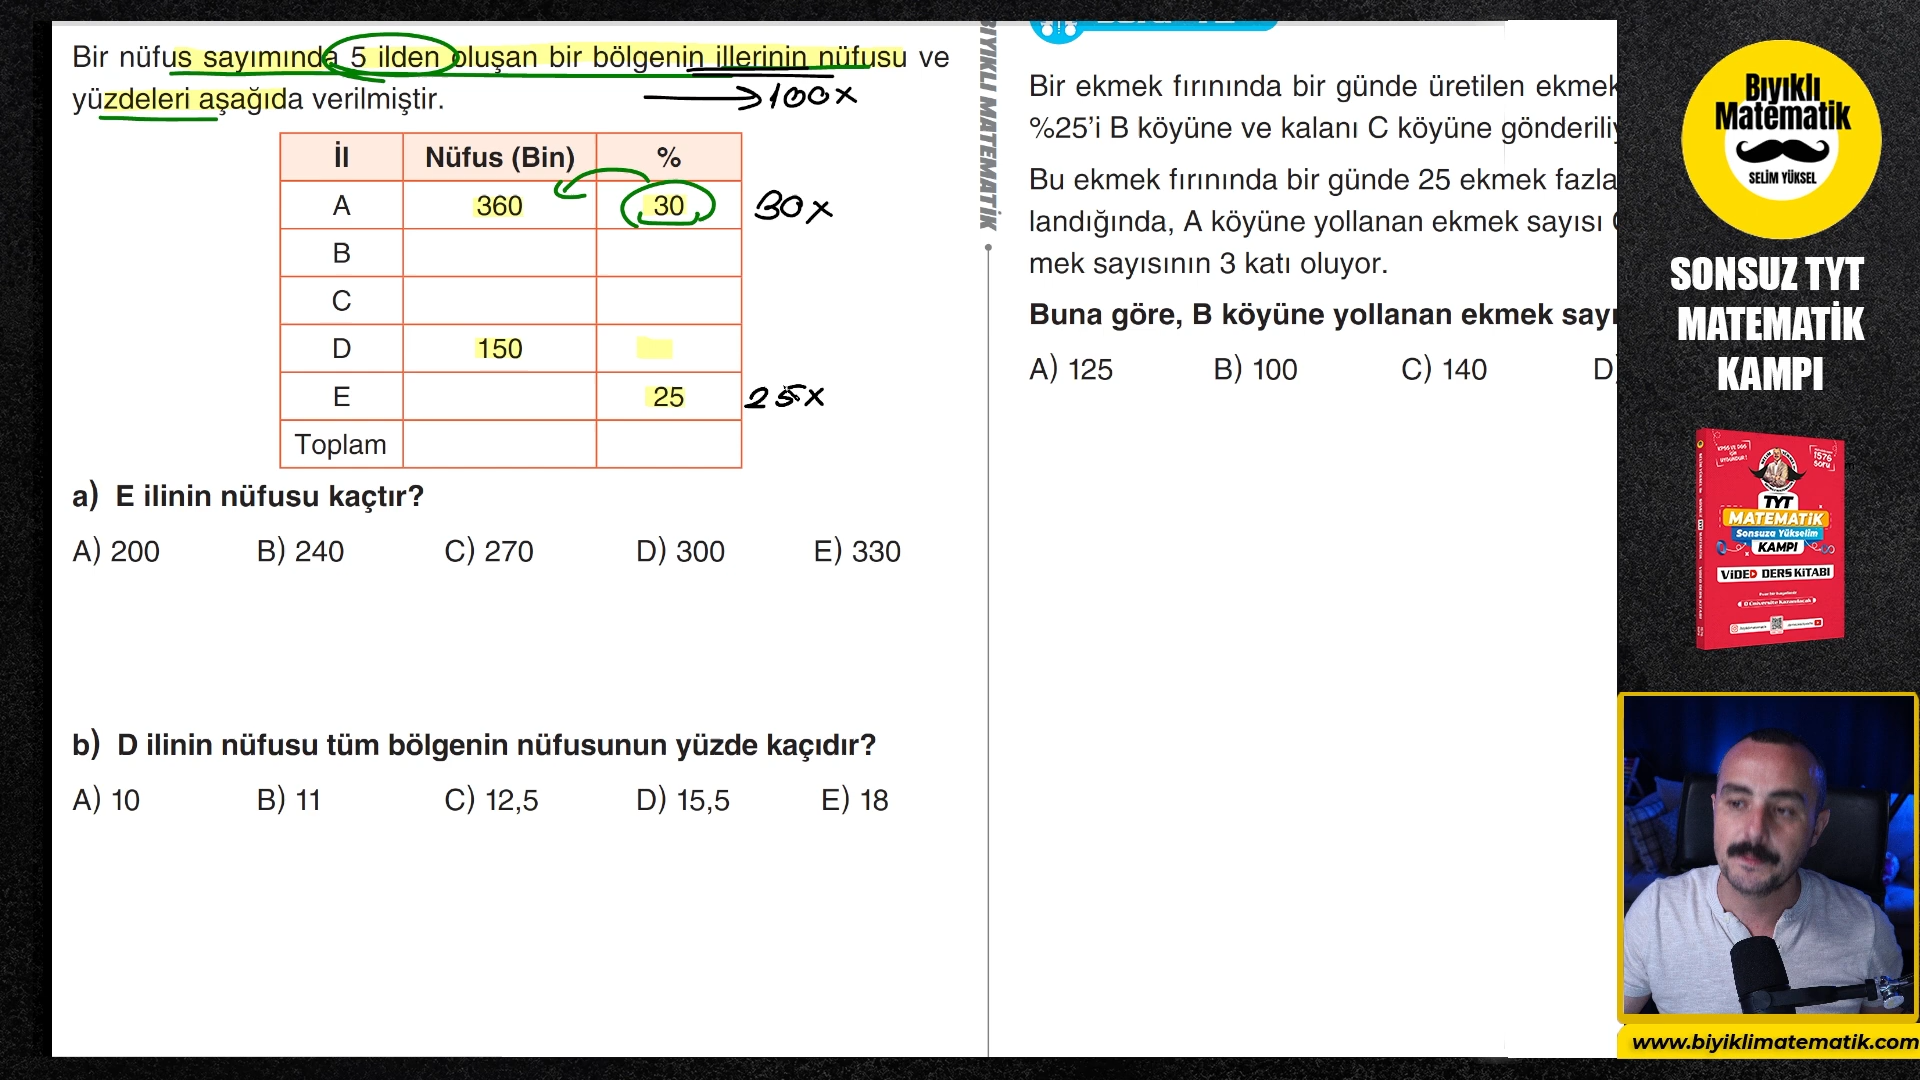 Bir nüfus sayımında 5 ilden oluşan bir bölgenin illerinin nüfusu ve
yüzdeleri aşağıda verilmiştir.
100x
İl Nüfus (Bin) %
A 360 30 30x
B
C
D 150
E 25 25x
Toplam
a) E ilinin nüfusu kaçtır?
A) 200 B) 240 C) 270 D) 300 E) 330
b) D ilinin nüfusu tüm bölgenin nüfusunun yüzde kaçıdır?
A) 10 B) 11 C) 12,5 D) 15,5 E) 18
BIYIKLI MATEMATİK
Bir ekmek fırınında bir günde üretilen ekmek
%25'i B köyüne ve kalanı C köyüne gönderiliy
Bu ekmek fırınında bir günde 25 ekmek fazla
landığında, A köyüne yollanan ekmek sayısı
mek sayısının 3 katı oluyor.
Buna göre, B köyüne yollanan ekmek sayı
A) 125 B) 100 C) 140 D)
Bıyıklı
Matematik
SELİM YÜKSEL
SONSUZ TYT
MATEMATİK
KAMPI
1576
soru
TYT
MATEMATİK
Sonsuza Yükselim
KAMPI
VİDEO DERS KİTABI
www.biyiklimatematik.com